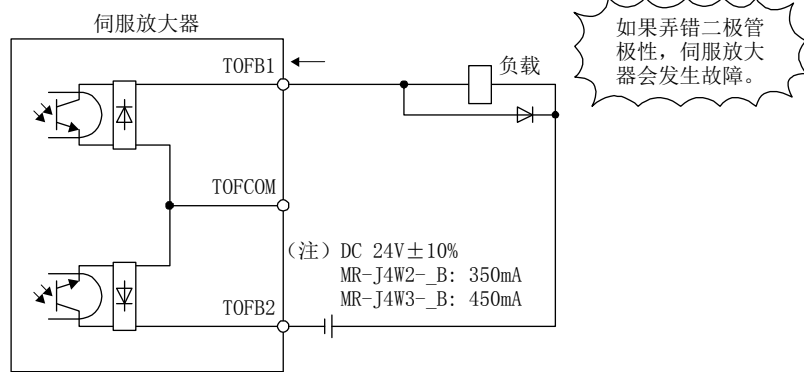 伺服放大器
TOFB1
负载
如果弄错二极管
极性，伺服放大
器会发生故障。
TOFCOM
（注）DC 24V±10%
MR-J4W2-_B: 350mA
MR-J4W3-_B: 450mA
TOFB2